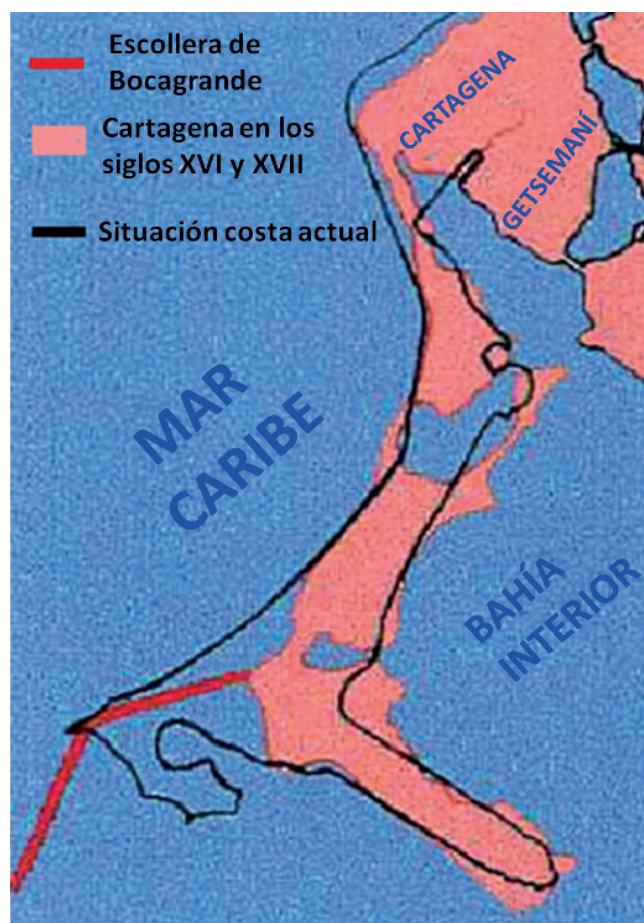 Escollera de
Bocagrande
Cartagena en los
siglos XVI y XVII
Situación costa actual
CARTAGENA
GETSEMANÍ
MAR
CARIBE
BAHÍA
INTERIOR